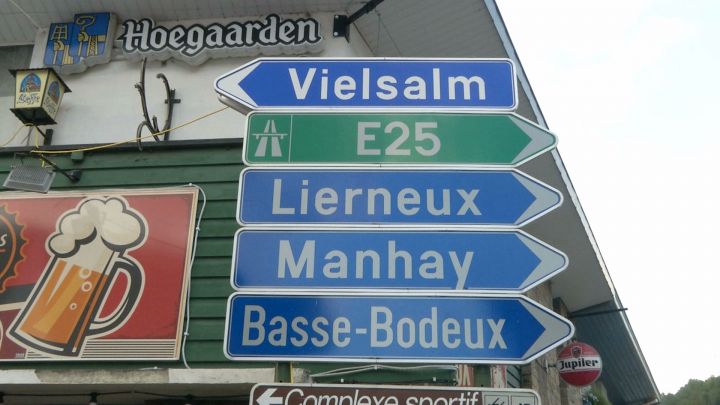 Hoegaarden
Vielsalm
E25
Lierneux
Manhay
Basse-Bodeux
Jupiler
Complexe sportif